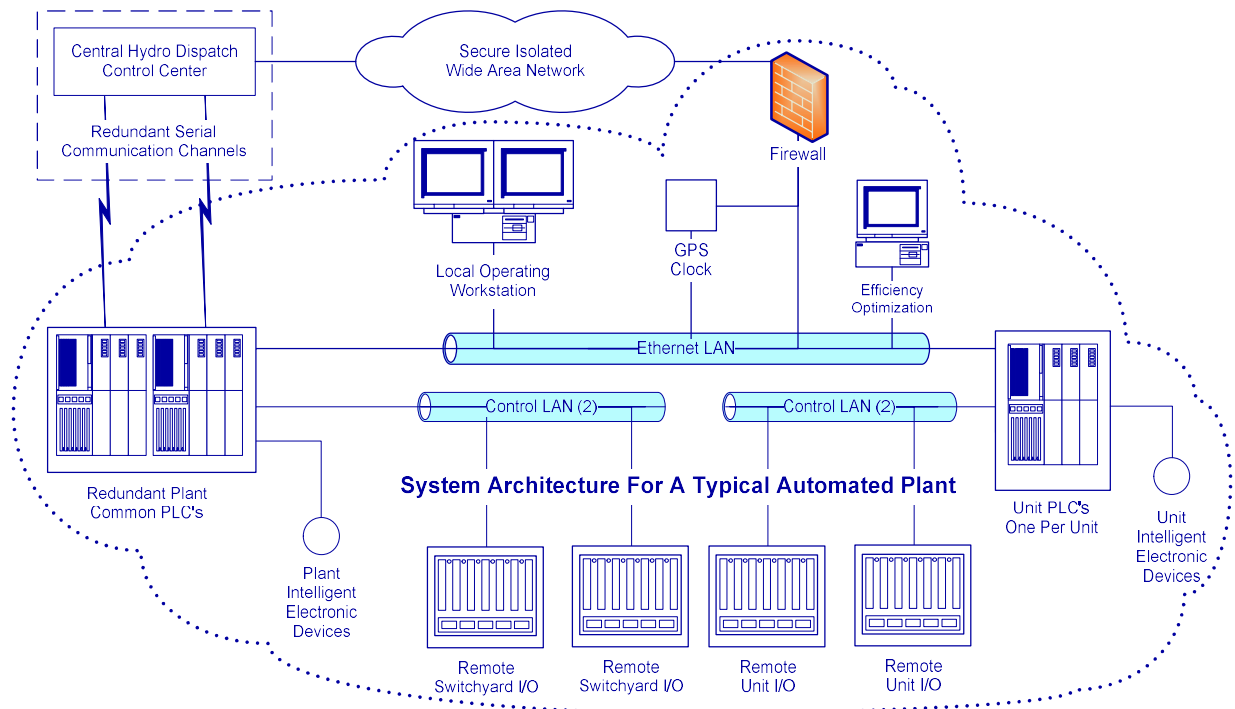 Central Hydro Dispatch
Control Center
Secure Isolated
Wide Area Network
Redundant Serial
Communication Channels
Firewall
GPS
Clock
Local Operating
Workstation
Efficiency
Optimization
Ethernet LAN
Control LAN (2)
Control LAN (2)
System Architecture For A Typical Automated Plant
Redundant Plant
Common PLC's
Unit PLC's
One Per Unit
Unit
Intelligent
Electronic
Devices
Plant
Intelligent
Electronic
Devices
Remote
Switchyard I/O
Remote
Switchyard I/O
Remote
Unit I/O
Remote
Unit I/O